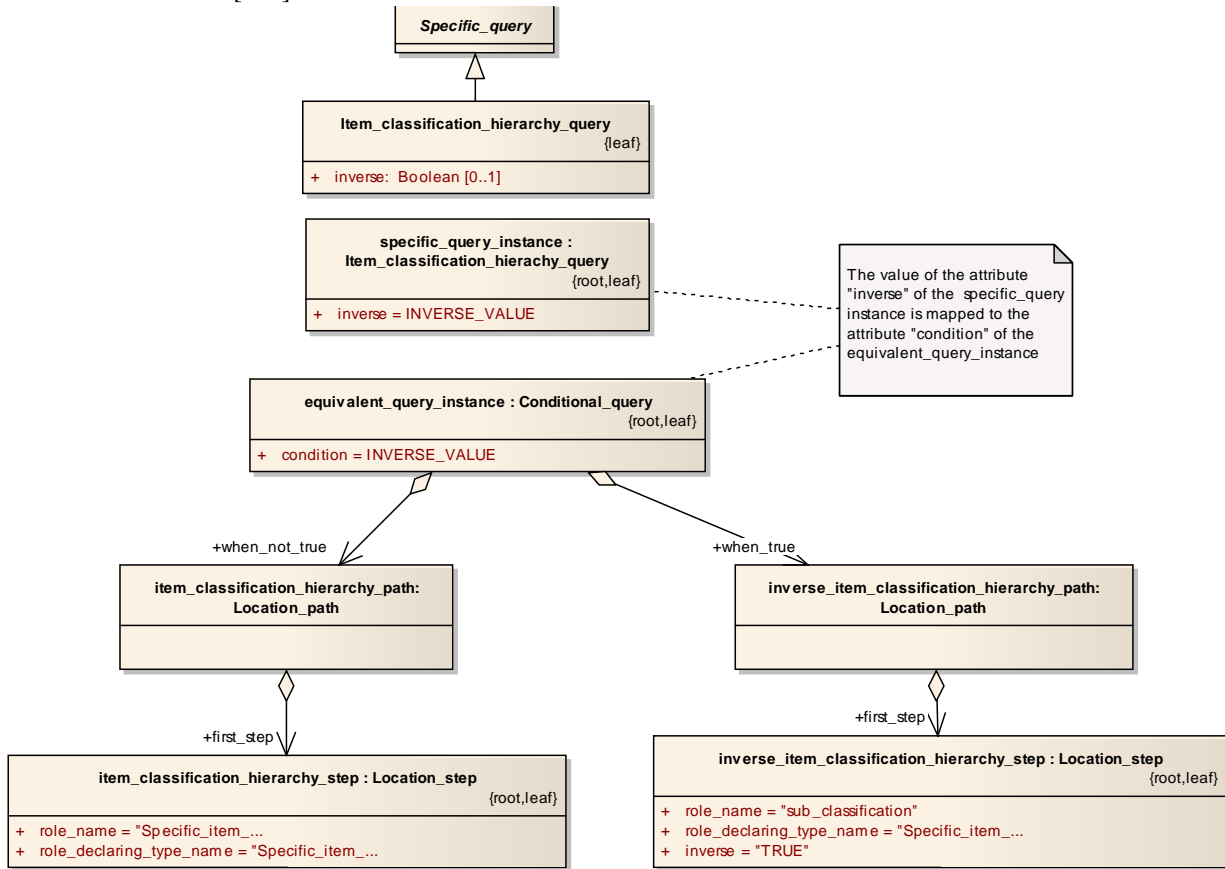 Specific_query
Item_classification_hierarchy_query
{leaf}
+ inverse: Boolean [0..1]
specific_query_instance :
Item_classification_hierachy_query
{root,leaf}
+ inverse = INVERSE_VALUE
The value of the attribute
"inverse" of the specific_query
instance is mapped to the
attribute "condition" of the
equivalent_query_instance
equivalent_query_instance : Conditional_query
{root,leaf}
+ condition = INVERSE_VALUE
+when_not_true
+when_true
item_classification_hierarchy_path:
Location_path
inverse_item_classification_hierarchy_path:
Location_path
+first_step
+first_step
item_classification_hierarchy_step : Location_step
{root,leaf}
+ role_name = "Specific_item_...
+ role_declaring_type_name = "Specific_item_...
inverse_item_classification_hierarchy_step : Location_step
{root,leaf}
+ role_name = "sub_classification"
+ role_declaring_type_name = "Specific_item_...
+ inverse = "TRUE"